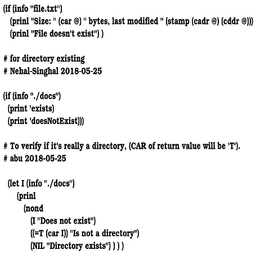 (if (info "file.txt")
(prinl "Size: " (car @) " bytes, last modified " (stamp (cadr @) (cddr @)))
(prinl "File doesn't exist") )
# for directory existing
# Nehal-Singhal 2018-05-25
(if (info "./docs")
(print 'exists)
(print 'doesNotExist)))
# To verify if it's really a directory, (CAR of return value will be 'T').
# abu 2018-05-25
(let I (info "./docs")
(prinl
(nond
(I "Does not exist")
((=T (car I)) "Is not a directory")
(NIL "Directory exists") ) ) )